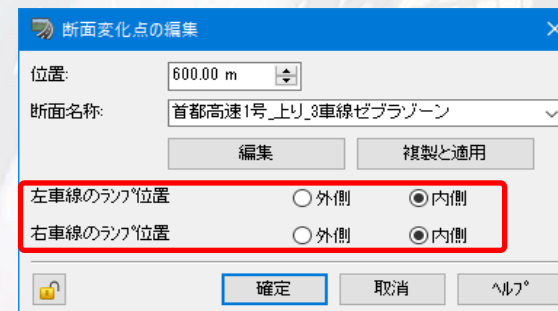 断面変化点の編集
位置: 600.00 m
断面名称: 首都高速1号_上り_3車線ゼブラゾーン
編集 複製と適用
左車線のランプ位置 外側 内側
右車線のランプ位置 外側 内側
確定 取消 ヘルプ